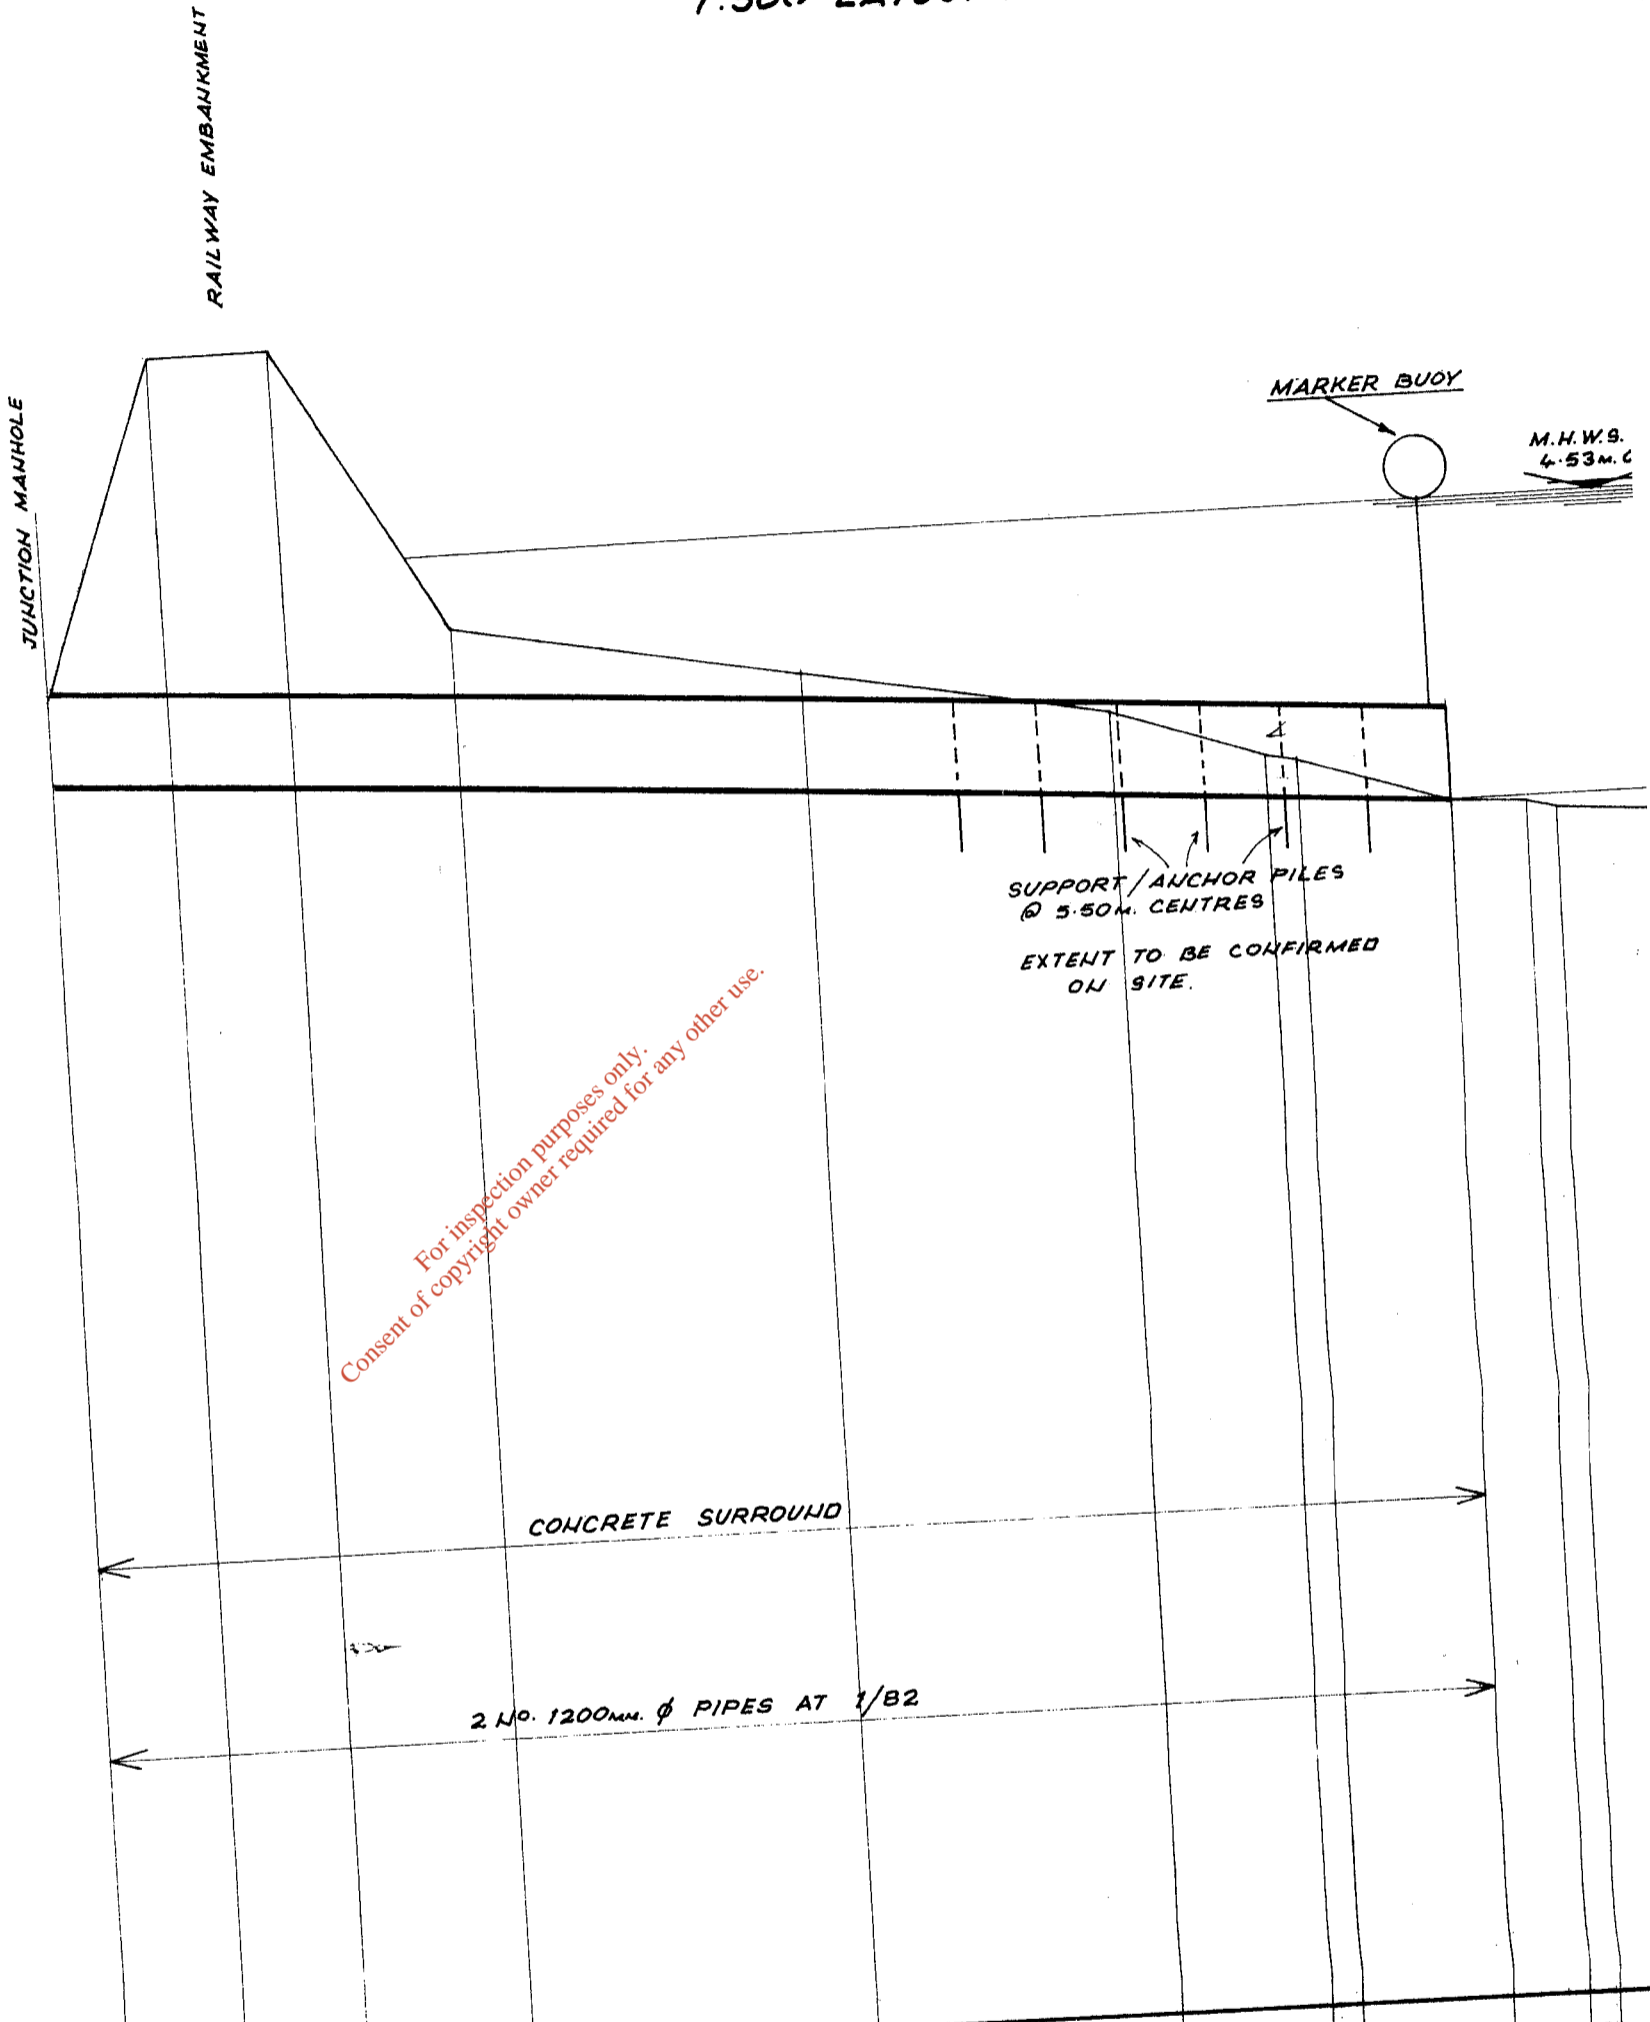 RAILWAY EMBANKMENT
JUNCTION MANHOLE
MARKER BUOY
M.H.W.S.
4.53M.
SUPPORT/ANCHOR PILES
@ 5.50M. CENTRES
EXTENT TO BE CONFIRMED
ON SITE.
For inspection purposes only.
Consent of copyright owner required for any other use.
CONCRETE SURROUND
2 NO. 1200MM. ϕ PIPES AT 1/82